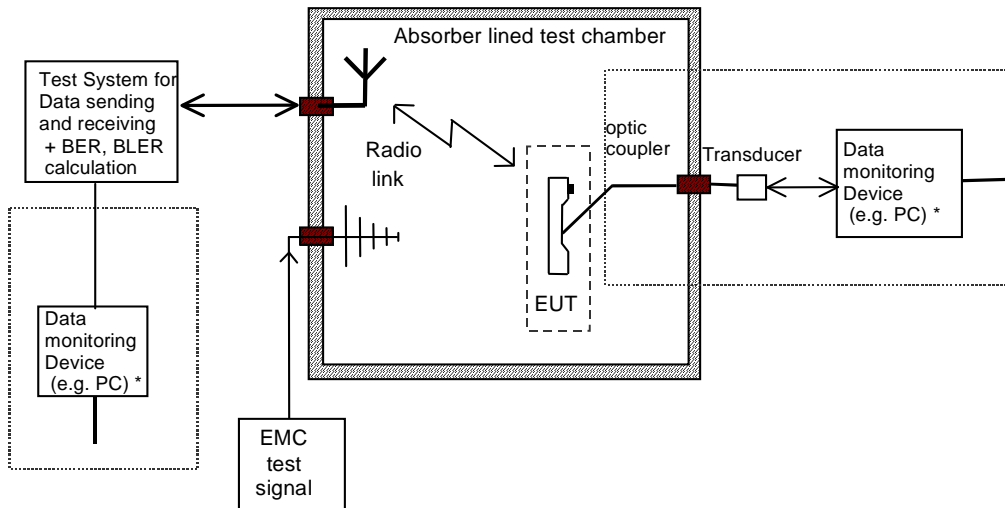 Absorber lined test chamber
Test System for
Data sending
and receiving
+ BER, BLER
calculation
Radio
link
optic
coupler
Transducer
Data
monitoring
Device
(e.g. PC) *
EUT
Data
monitoring
Device
(e.g. PC) *
EMC
test
signal